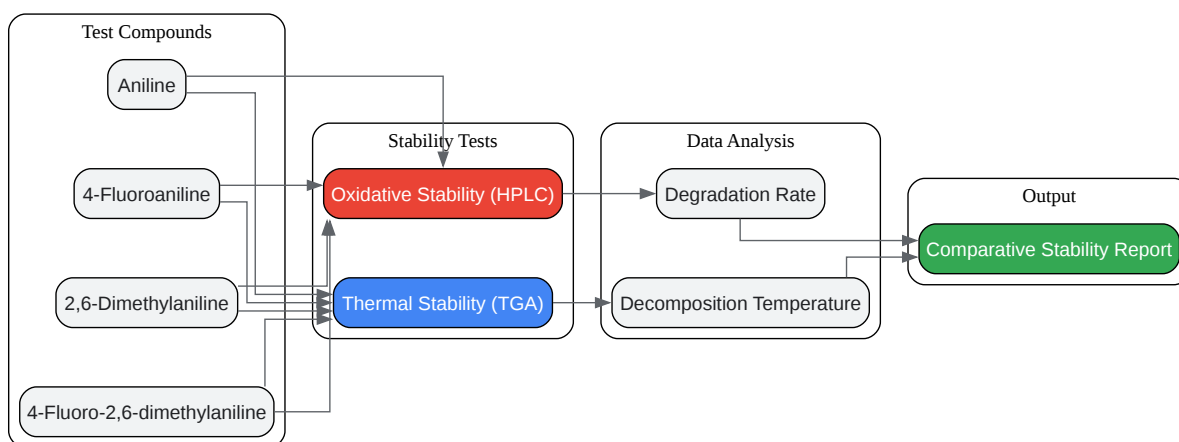 Test Compounds
Aniline
4-Fluoroaniline
2,6-Dimethylaniline
4-Fluoro-2,6-dimethylaniline
Stability Tests
Oxidative Stability (HPLC)
Thermal Stability (TGA)
Data Analysis
Degradation Rate
Decomposition Temperature
Output
Comparative Stability Report